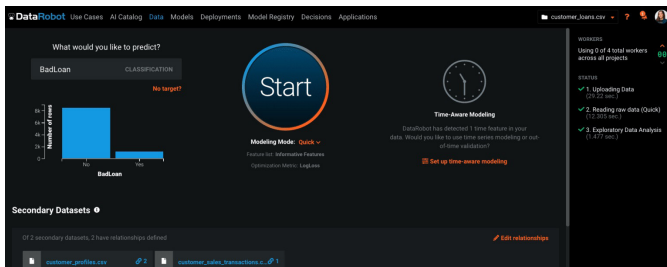 DataRobot Use Cases AI Catalog Data Models Deployments Model Registry Decisions Applications
customer_loans.csv
?
What would you like to predict?
BadLoan CLASSIFICATION
No target?
8k
6k
4k
2k
0
Number of rows
No Yes
BadLoan
Start
Modeling Mode: Quick
Feature list: Informative Features
Optimization Metric: LogLoss
Time-Aware Modeling
DataRobot has detected 1 time feature in your
data. Would you like to use time series modeling or out-
of-time validation?
Set up time-aware modeling
WORKERS
Using 0 of 4 total workers
across all projects
STATUS
1. Uploading Data
(29.22 sec.)
2. Reading raw data (Quick)
(12.305 sec.)
3. Exploratory Data Analysis
(1.477 sec.)
Secondary Datasets
Of 2 secondary datasets, 2 have relationships defined
Edit relationships
customer_profiles.csv 2
customer_sales_transactions.c... 1